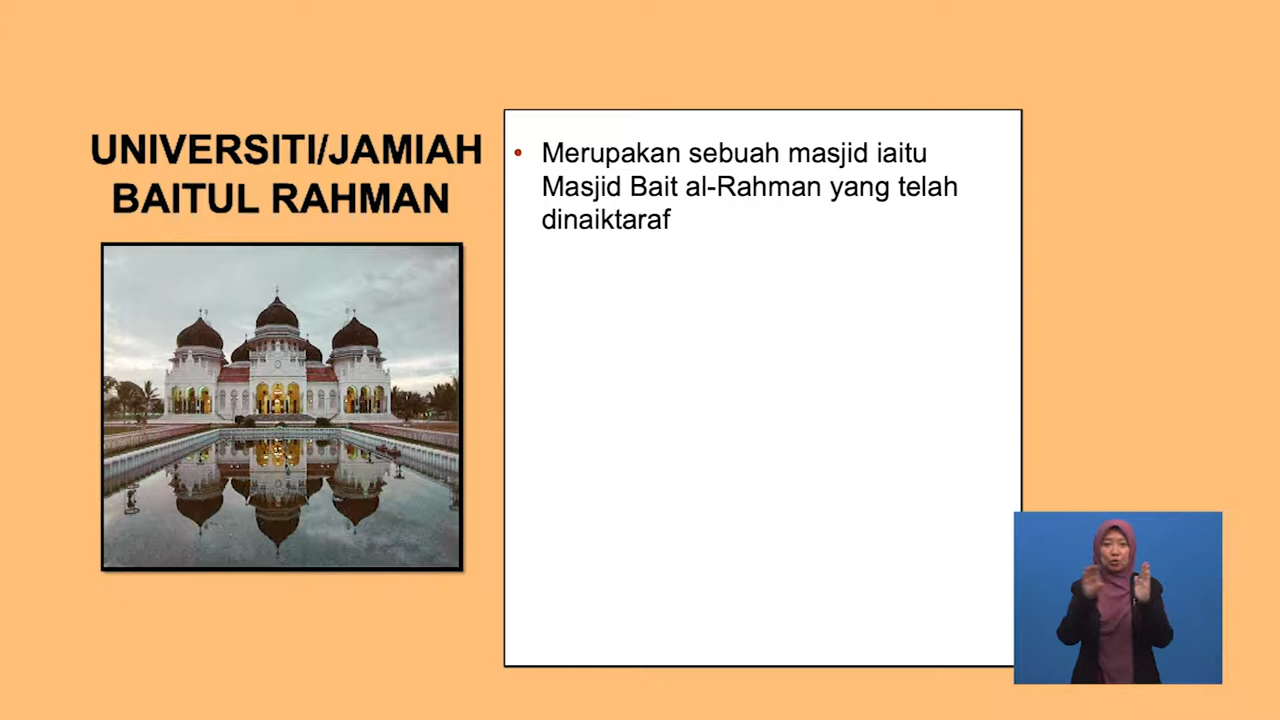 UNIVERSITI/JAMIAH
BAITUL RAHMAN
• Merupakan sebuah masjid iaitu
Masjid Bait al-Rahman yang telah
dinaiktaraf